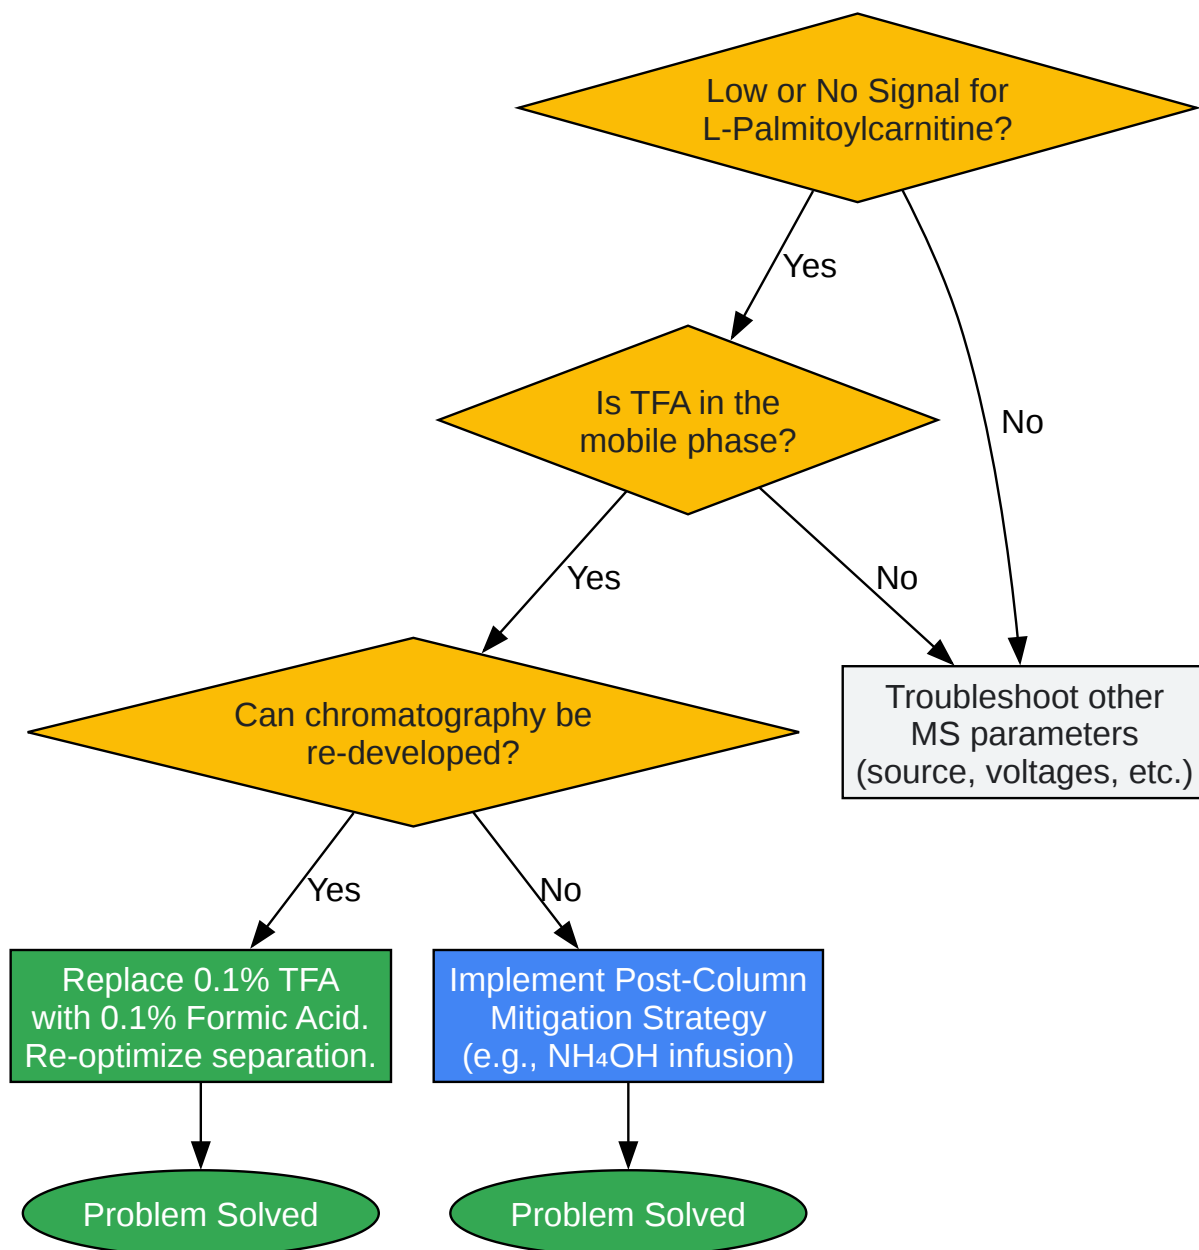 Low or No Signal for
L-Palmitoylcarnitine?
Yes
No
Is TFA in the
mobile phase?
Yes
No
Can chromatography be
re-developed?
Troubleshoot other
MS parameters
(source, voltages, etc.)
Yes
No
Replace 0.1% TFA
with 0.1% Formic Acid.
Re-optimize separation.
Implement Post-Column
Mitigation Strategy
(e.g., NH₄OH infusion)
Problem Solved
Problem Solved